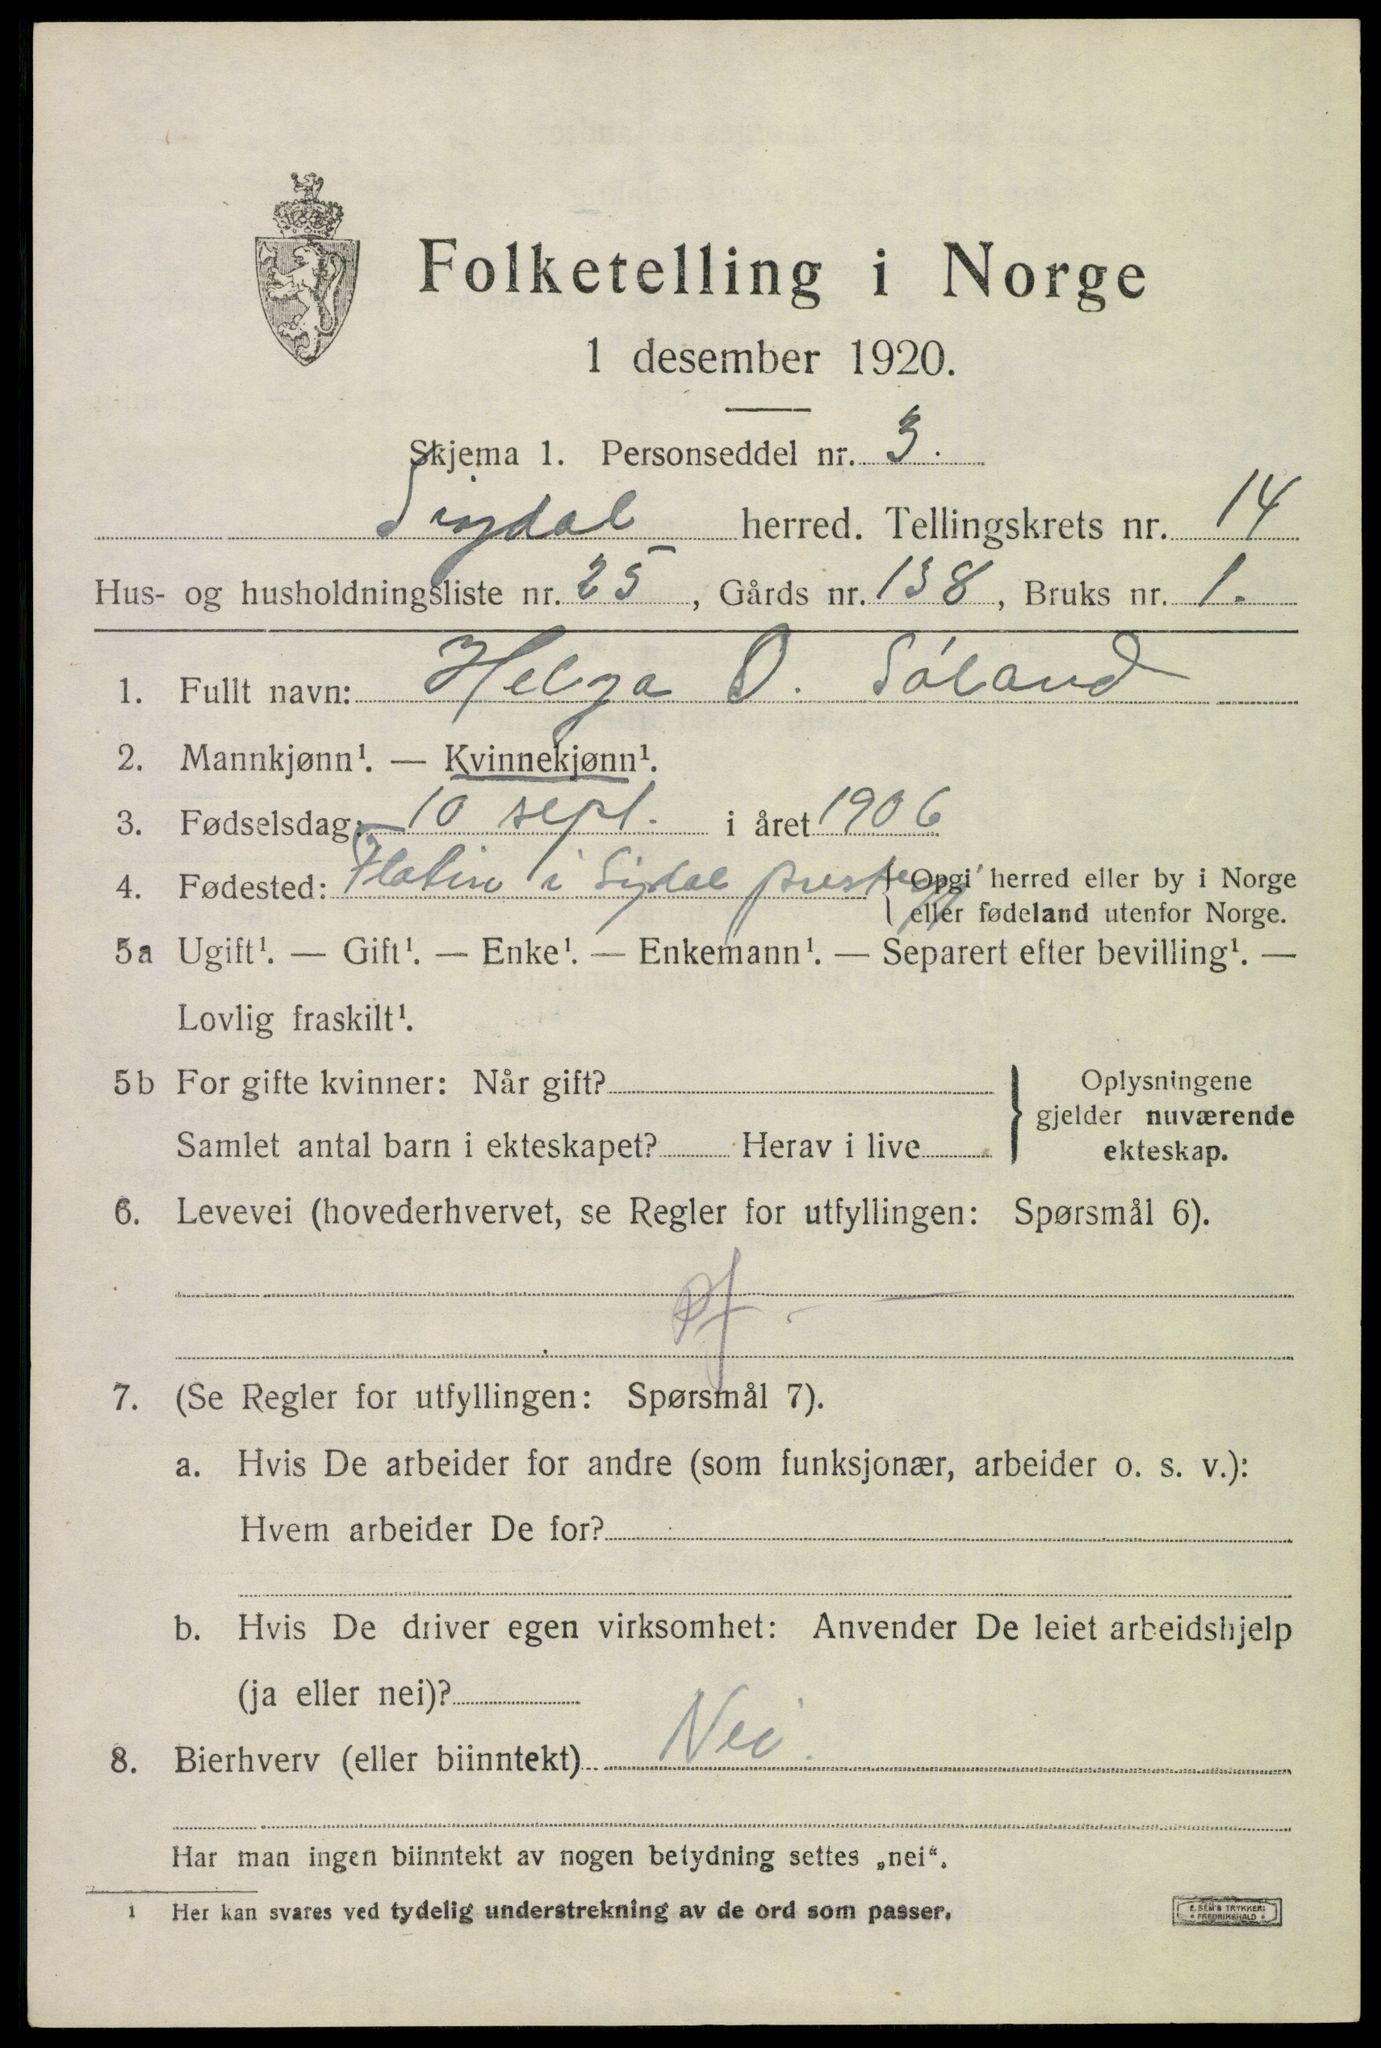 Folketelling i Norge
1 desember 1920.
Skjema 1. Personseddel nr. 3.
Sigdal herred. Tellingskrets nr. 14
Hus- og husholdningsliste nr. 25, Gårds nr. 138, Bruks nr. 1.
1. Fullt navn: Helga O. Søland
2. Mannkjønn¹. — Kvinnekjønn¹.
3. Fødselsdag: 10 sept. i året 1906
4. Fødested: i Sigdal { Opgi herred eller by i Norge
eller fødeland utenfor Norge.
5a Ugift¹. — Gift¹. — Enke¹. — Enkemann¹. — Separert efter bevilling¹. —
Lovlig fraskilt¹.
5b For gifte kvinner: Når gift? } Oplysningene
gjelder nuværende
Samlet antal barn i ekteskapet? Herav i live
ekteskap.
6. Levevei (hovederhvervet, se Regler for utfyllingen: Spørsmål 6).
7. (Se Regler for utfyllingen: Spørsmål 7).
a. Hvis De arbeider for andre (som funksjonær, arbeider o. s. v.):
Hvem arbeider De for?
b. Hvis De driver egen virksomhet: Anvender De leiet arbeidshjelp
(ja eller nei)?
8. Bierhverv (eller biinntekt) Nei.
Har man ingen biinntekt av nogen betydning settes „nei“.
1 Her kan svares ved tydelig understrekning av de ord som passer.
E. SEM'S TRYKKERI
• FREDRIKSHALD •